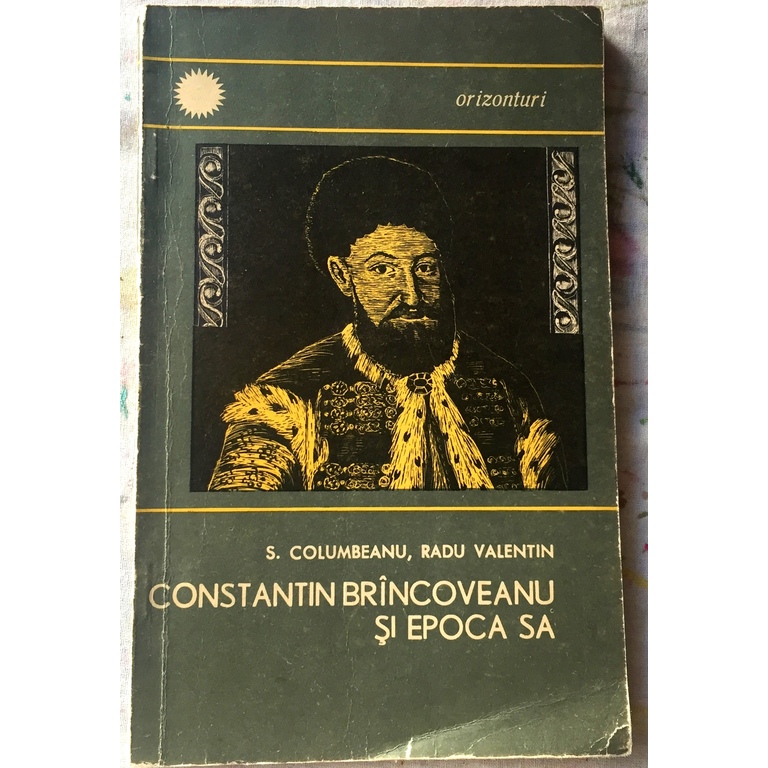 orizonturi
S. COLUMBEANU, RADU VALENTIN
CONSTANTIN BRÎNCOVEANU
ŞI EPOCA SA